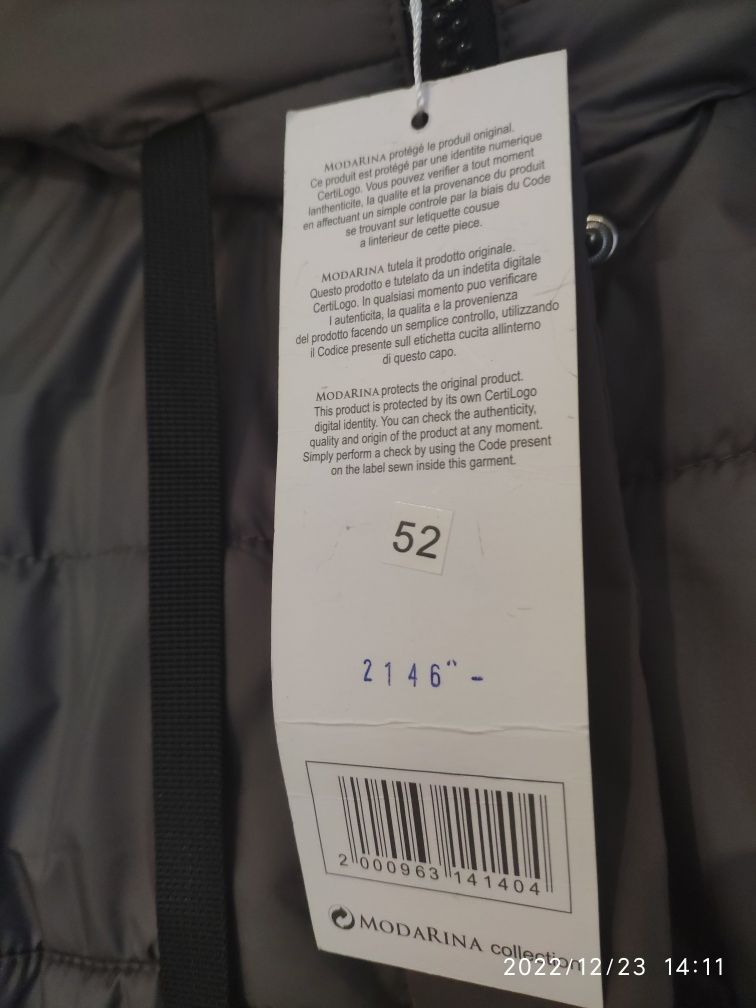 MODARINA protégé le produil original.
Ce produit est protégé par une identite numerique
CertiLogo. Vous pouvez verifier a tout moment
lanthenticite, la qualite et la provenance du produit
en affectuant un simple controle par la biais du Code
se trouvant sur letiquette cousue
a linterieur de cette piece.
MODARINA tutela it prodotto originale.
Questo prodotto e tutelato da un indetita digitale
CertiLogo. In qualsiasi momento puo verificare
l autenticita, la qualita e la provenienza
del prodotto facendo un semplice controllo, utilizzando
il Codice presente sull etichetta cucita allinterno
di questo capo.
MODARINA protects the original product.
This product is protected by its own CertiLogo
digital identity. You can check the authenticity,
quality and origin of the product at any moment.
Simply perform a check by using the Code present
on the label sewn inside this garment.
52
2146" -
2 000963 141404
MODARINA collection
2022/12/23 14:11